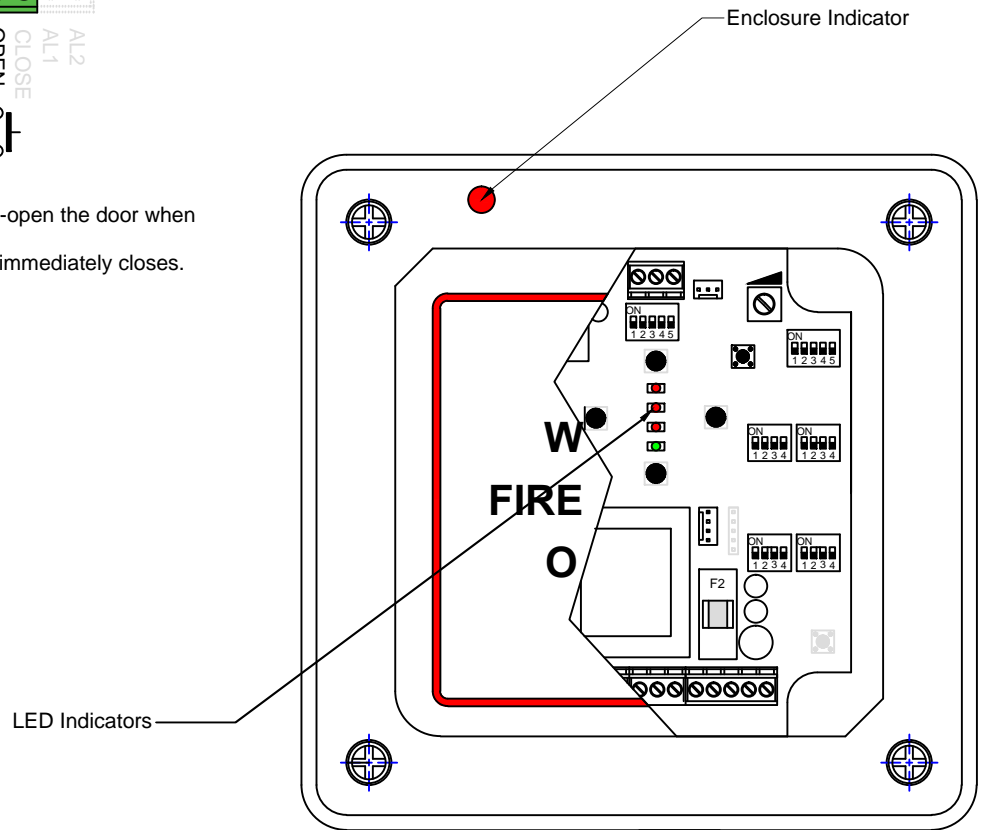 Enclosure Indicator
AL2
AL1
CLOSE
OPEN
-open the door when
immediately closes.
ON
1 2 3 4 5
ON
1 2 3 4 5
W
FIRE
O
ON
1 2 3 4
ON
1 2 3 4
ON
1 2 3 4
ON
1 2 3 4
F2
LED Indicators